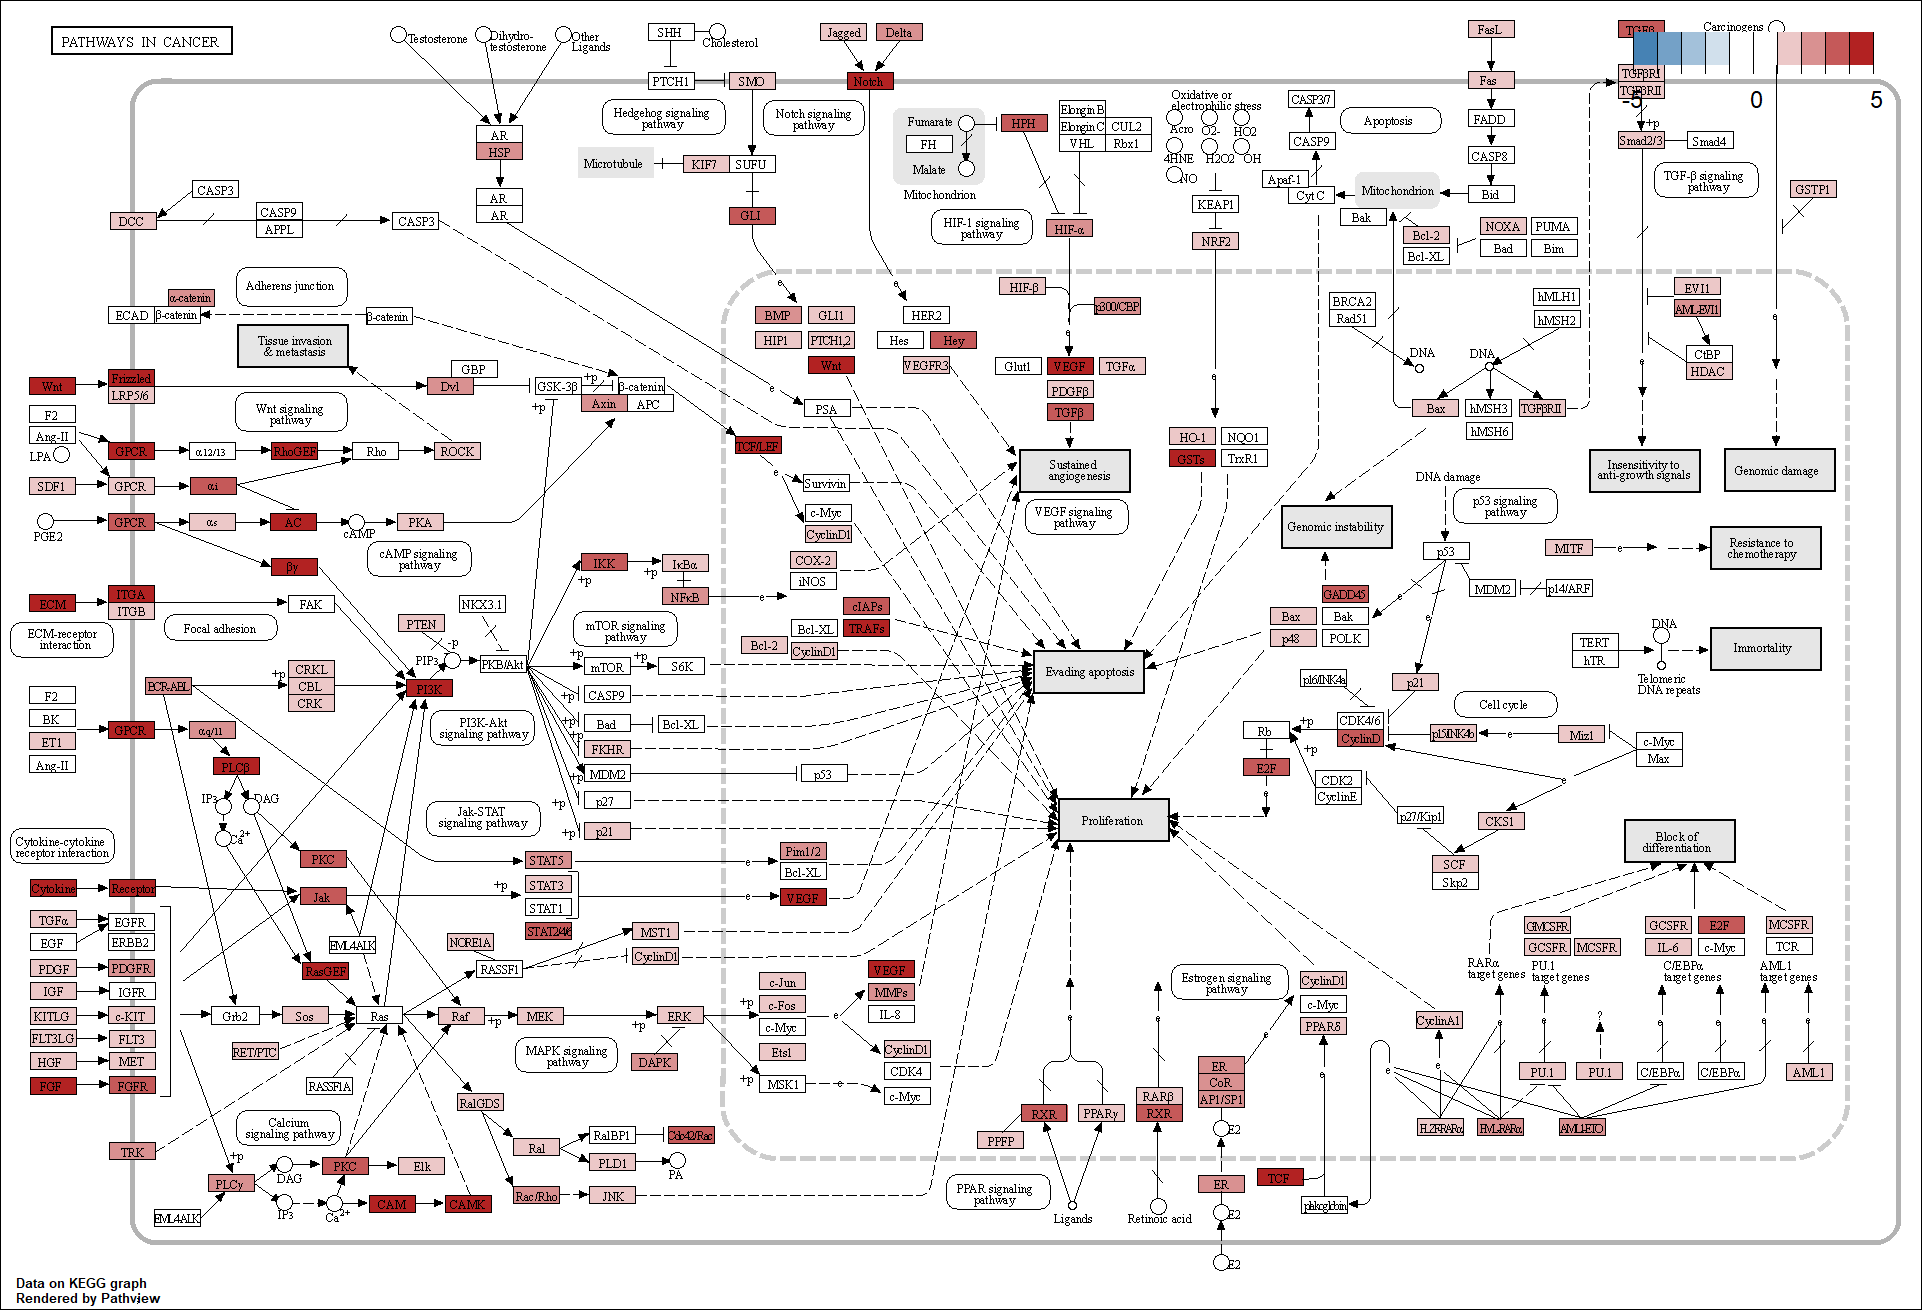 PATHWAYS IN CANCER
Testosterone
Dihydro-
testosterone
Other
Ligands
SHH
Cholesterol
Jagged
Delta
FasL
TGFβ
Carcinogens
-5
0
5
PTCH1
SMO
Notch
Fas
TGFβRI
TGFβRII
Hedgehog signaling
pathway
Notch signaling
pathway
Fumarate
FH
Malate
Mitochondrion
HPH
Elongin B
Elongin C
CUL2
VHL
Rbx1
Oxidative or
electrophilic stress
Acro
O2-
HO2
4HNE
H2O2
OH
NO
CASP3/7
CASP9
Apaf-1
Cyt C
Apoptosis
FADD
CASP8
Bid
Mitochondrion
Bak
+p
Smad2/3
Smad4
TGF-β signaling
pathway
GSTP1
AR
HSP
AR
AR
Microtubule
KIF7
SUFU
GLI
HIF-1 signaling
pathway
HIF-α
KEAP1
NRF2
Bcl-2
Bcl-XL
NOXA
PUMA
Bad
Bim
CASP3
DCC
CASP9
APPL
CASP3
Adherens junction
α-catenin
ECAD
β-catenin
β-catenin
Tissue invasion
& metastasis
e
BMP
GLI1
HIP1
PTCH1,2
Wnt
e
HER2
Hes
Hey
VEGFR3
HIF-β
p300/CBP
e
Glut1
VEGF
TGFα
PDGFβ
TGFβ
BRCA2
Rad51
hMLH1
hMSH2
DNA
DNA
Bax
hMSH3
TGFβRII
hMSH6
EVI1
AML-EVI1
CtBP
HDAC
e
e
e
Wnt
Frizzled
LRP5/6
Dvl
GBP
GSK-3β
+p
+p
β-catenin
Axin
APC
Wnt signaling
pathway
e
PSA
F2
Ang-II
LPA
GPCR
α12/13
RhoGEF
Rho
ROCK
TCF/LEF
e
HO-1
NQO1
GSTs
TrxR1
Sustained
angiogenesis
VEGF signaling
pathway
Insensitivity to
anti-growth signals
Genomic damage
SDF1
GPCR
αi
Survivin
c-Myc
CyclinD1
DNA damage
p53 signaling
pathway
Genomic instability
PGE2
GPCR
αs
AC
cAMP
PKA
cAMP signaling
pathway
βγ
IKK
+p
+p
IκBα
NFκB
e
COX-2
iNOS
p53
MDM2
p14/ARF
MITF
e
Resistance to
chemotherapy
ECM
ITGA
ITGB
ECM-receptor
interaction
Focal adhesion
FAK
NKX3.1
PTEN
-p
PIP3
PKB/Akt
mTOR signaling
pathway
cIAPs
Bcl-XL
TRAFs
Bcl-2
CyclinD1
GADD45
Bax
Bak
p48
POLK
e
e
TERT
hTR
DNA
Telomeric
DNA repeats
Immortality
+p
mTOR
+p
S6K
Evading apoptosis
BCR-ABL
+p
CRKL
CBL
CRK
PI3K
+p
CASP9
p16/INK4a
p21
CDK4/6
CyclinD
Cell cycle
p15/INK4b
e
Miz1
c-Myc
Max
F2
BK
ET1
Ang-II
GPCR
αq/11
PI3K-Akt
signaling pathway
+p
Bad
Bcl-XL
+p
FKHR
+p
MDM2
p53
Rb
+p
+p
E2F
e
CDK2
CyclinE
e
PLCβ
IP3
DAG
Ca2+
Jak-STAT
signaling pathway
+p
p27
+p
p21
Proliferation
p27/Kip1
CKS1
SCF
Skp2
Block of
differentiation
Cytokine-cytokine
receptor interaction
PKC
STAT5
e
Pim1/2
Bcl-XL
Cytokine
Receptor
Jak
+p
STAT3
STAT1
STAT2/4/6
e
VEGF
TGFα
EGF
EGFR
ERBB2
EML4ALK
NORE1A
RASSF1
MST1
CyclinD1
GMCSFR
GCSFR
MCSFR
GCSFR
IL-6
E2F
c-Myc
MCSFR
TCR
PDGF
PDGFR
IGF
IGFR
RasGEF
RARα
target genes
PU.1
target genes
C/EBPα
target genes
AML1
target genes
KITLG
c-KIT
Grb2
Sos
Ras
Raf
+p
MEK
+p
ERK
+p
c-Jun
c-Fos
c-Myc
Ets1
e
VEGF
MMPs
IL-8
CyclinD1
CDK4
e
Estrogen signaling
pathway
CyclinD1
c-Myc
PPARδ
CyclinA1
FLT3LG
FLT3
HGF
MET
FGF
FGFR
RET/PTC
RASSF1A
MAPK signaling
pathway
DAPK
+p
MSK1
e
c-Myc
e
e
ER
CoR
AP1/SP1
E2
e
e
e
e
?
e
e
e
e
PU.1
PU.1
C/EBPα
C/EBPα
AML1
Calcium
signaling pathway
RalGDS
RXR
PPARγ
PPFP
RARβ
RXR
PLZF-RARα
PML-RARα
AML1-ETO
TRK
+p
PLCγ
DAG
IP3
Ca2+
PKC
Elk
CAM
CAMK
EML4ALK
Ral
RalBP1
Cdc42/Rac
PLD1
PA
Rac/Rho
JNK
PPAR signaling
pathway
Ligands
Retinoic acid
ER
E2
E2
TCF
e
plakoglobin
Data on KEGG graph
Rendered by Pathview